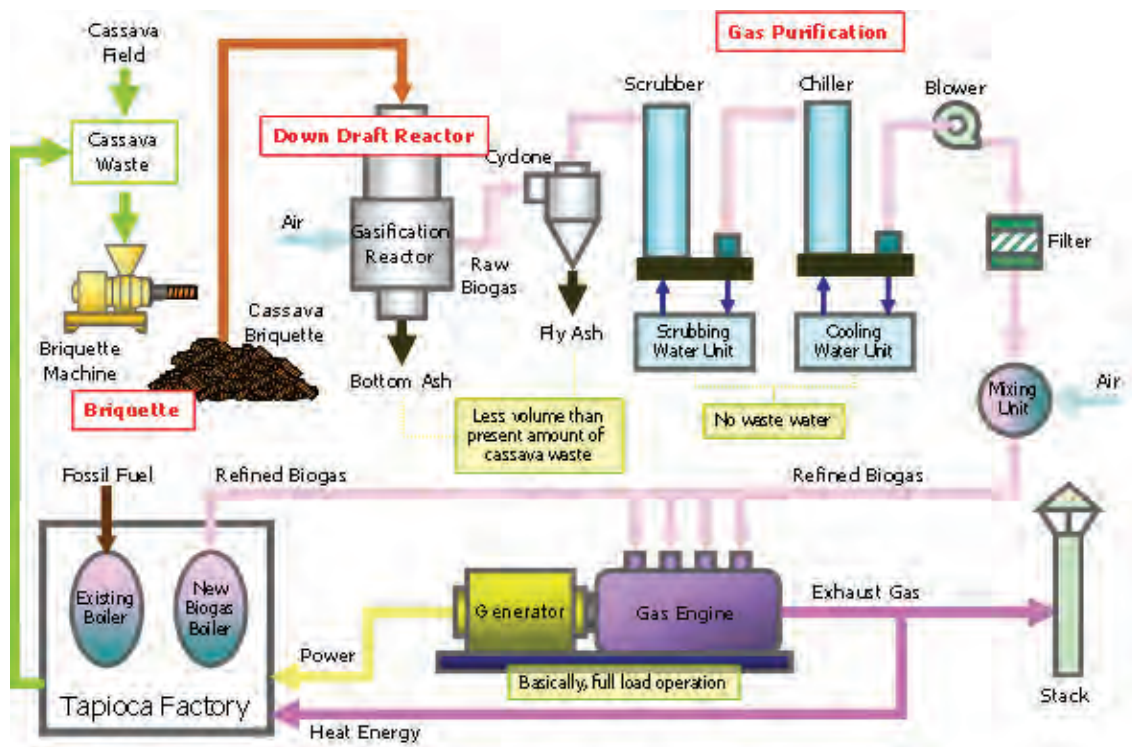 Cassava
Field
Cassava
Waste
Briquette
Machine
Briquette
Cassava
Briquette
Down Draft Reactor
Air
Gasification
Reactor
Bottom Ash
Raw
Biogas
Cyclone
Fly Ash
Gas Purification
Scrubber
Chiller
Blower
Scrubbing
Water Unit
Cooling
Water Unit
Filter
Mixing
Unit
Air
Less volume than
present amount of
cassava waste
No waste water
Fossil Fuel
Refined Biogas
Refined Biogas
Existing
Boiler
New
Biogas
Boiler
Generator
Gas Engine
Exhaust Gas
Power
Basically, full load operation
Tapioca Factory
Heat Energy
Stack